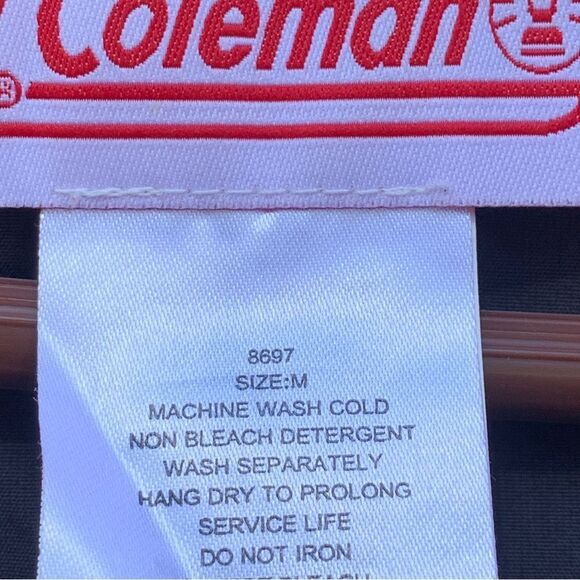 Coleman
®
8697
SIZE:M
MACHINE WASH COLD
NON BLEACH DETERGENT
WASH SEPARATELY
HANG DRY TO PROLONG
SERVICE LIFE
DO NOT IRON
BLEACH